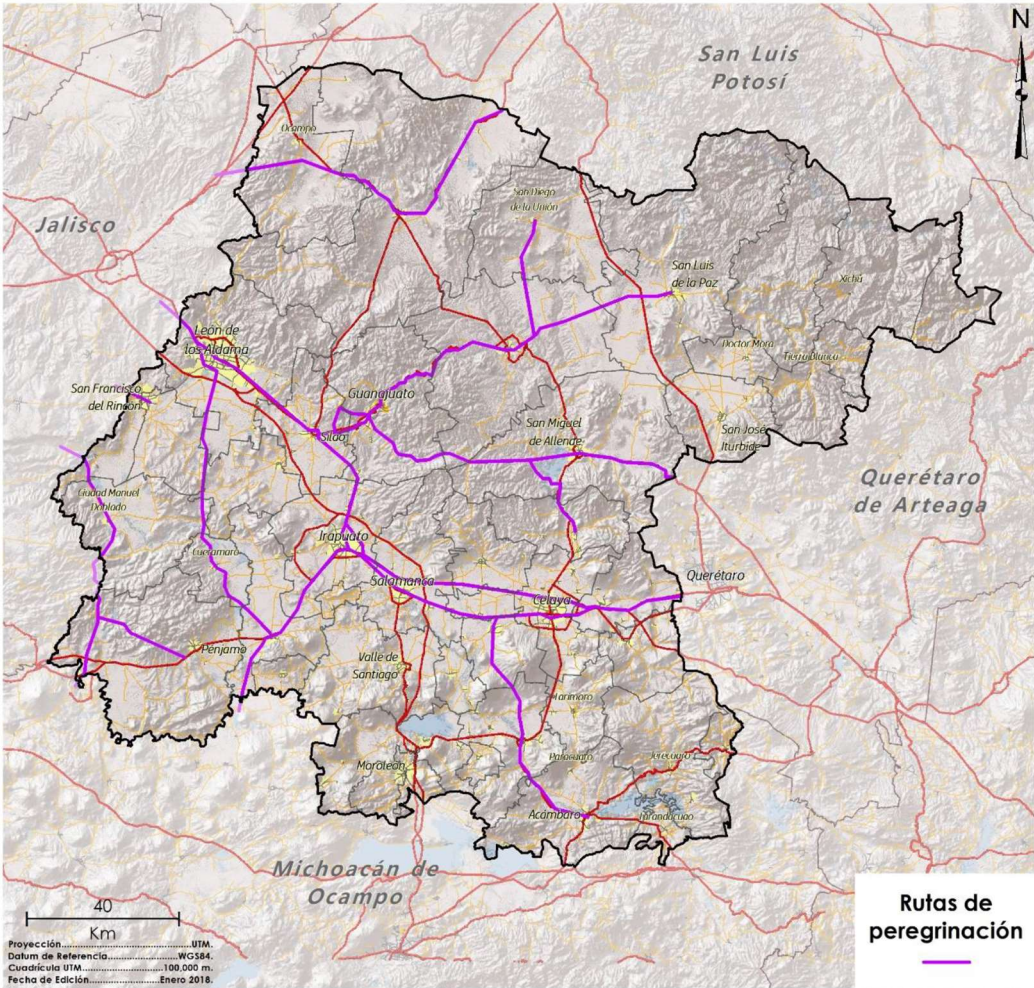 N
San Luis
Potosí
Ocampo
San Diego
de la Unión
Jalisco
San Luis
de la Paz
Xichú
León de
los Aldama
Doctor Mora
Tierra Blanca
San Francisco
del Rincón
Guanajuato
San Miguel
de Allende
San José
Iturbide
Silao
Querétaro
de Arteaga
Ciudad Manuel
Doblado
Irapuato
Cuerámaro
Salamanca
Querétaro
Celaya
Pénjamo
Valle de
Santiago
Tarimoro
Moroleón
Jerécuaro
Acámbaro
Tarandacuao
Michoacán de
Ocampo
40
Km
Proyección.......................................UTM.
Datum de Referencia......................WGS84.
Cuadrícula UTM.......................100,000 m.
Fecha de Edición....................Enero 2018.
Rutas de
peregrinación